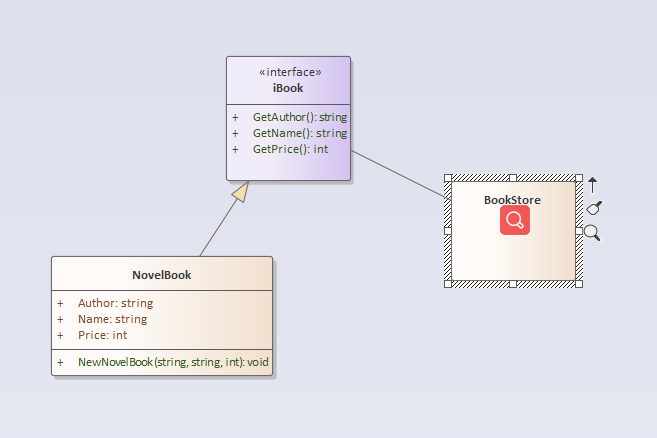 «interface»
iBook
+ GetAuthor(): string
+ GetName(): string
+ GetPrice(): int
BookStore
NovelBook
+ Author: string
+ Name: string
+ Price: int
+ NewNovelBook(string, string, int): void